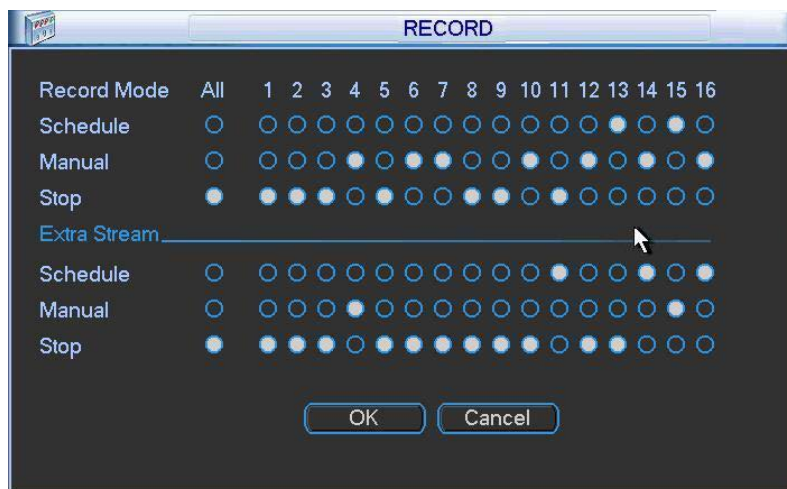 RECORD
Record Mode All 1 2 3 4 5 6 7 8 9 10 11 12 13 14 15 16
Schedule
Manual
Stop
Extra Stream
Schedule
Manual
Stop
OK Cancel